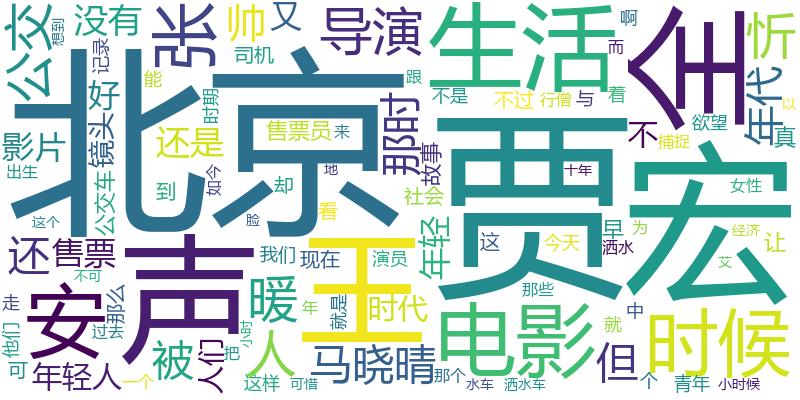 公交
想到
没有
张
帅
又
导演
生活
全
忻
记录
司机
啊
而
年代
北京
好
能
时期
那时
跟
不是
不过
行僧
与
着
贾
宏
镜头
影片
还是
售票员
来
故事
不
欲望
真
捕捉
以
出生
公交车
到
却
如今
地
十年
社会
女性
这个
脸
看
年轻
这
今天
早
洒水
为
经济
让
艾
还
售票
声
王
我们
现在
演员
那些
中
不可
安
暖
年
时代
就是
电影
就
时候
走
那么
过去
他们
可
被
人们
把
小时
人
马晓晴
但
年轻人
一个
这样
可惜
那个
水车
洒水车
个
青年
小时候